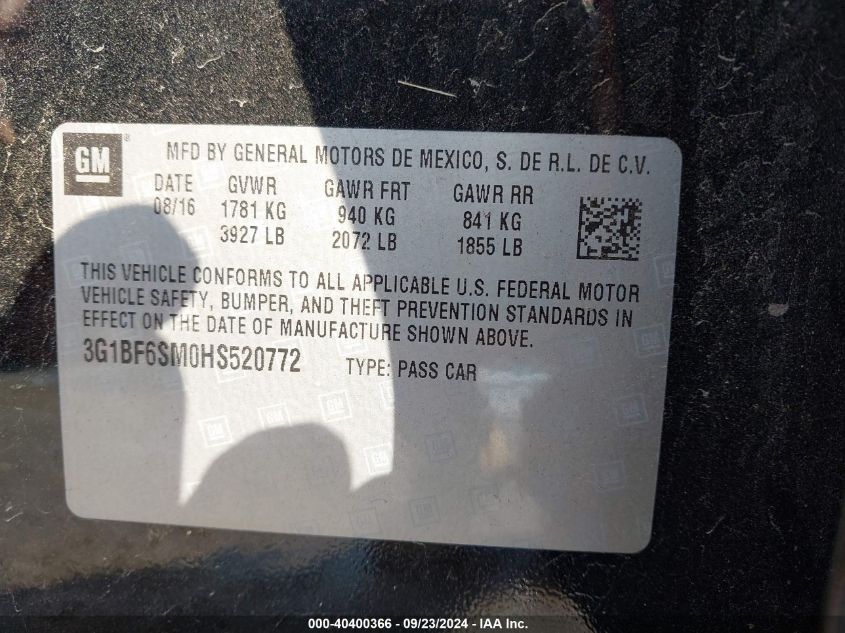 GM ®
MFD BY GENERAL MOTORS DE MEXICO, S. DE R.L. DE C.V.
DATE GVWR GAWR FRT GAWR RR
08/16 1781 KG 940 KG 841 KG
3927 LB 2072 LB 1855 LB
THIS VEHICLE CONFORMS TO ALL APPLICABLE U.S. FEDERAL MOTOR
VEHICLE SAFETY, BUMPER, AND THEFT PREVENTION STANDARDS IN
EFFECT ON THE DATE OF MANUFACTURE SHOWN ABOVE.
3G1BF6SM0HS520772 TYPE: PASS CAR
000-40400366 - 09/23/2024 - IAA Inc.